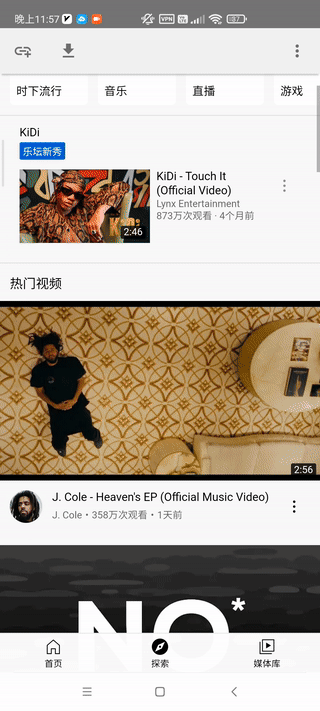 晚上11:57
VPN
87
时下流行
音乐
直播
游戏
KiDi
乐坛新秀
KiDi - Touch It
(Official Video)
Lynx Entertainment
873万次观看 · 4个月前
2:46
热门视频
2:56
J. Cole - Heaven's EP (Official Music Video)
J. Cole • 358万次观看 • 1天前
NO*
首页
探索
媒体库